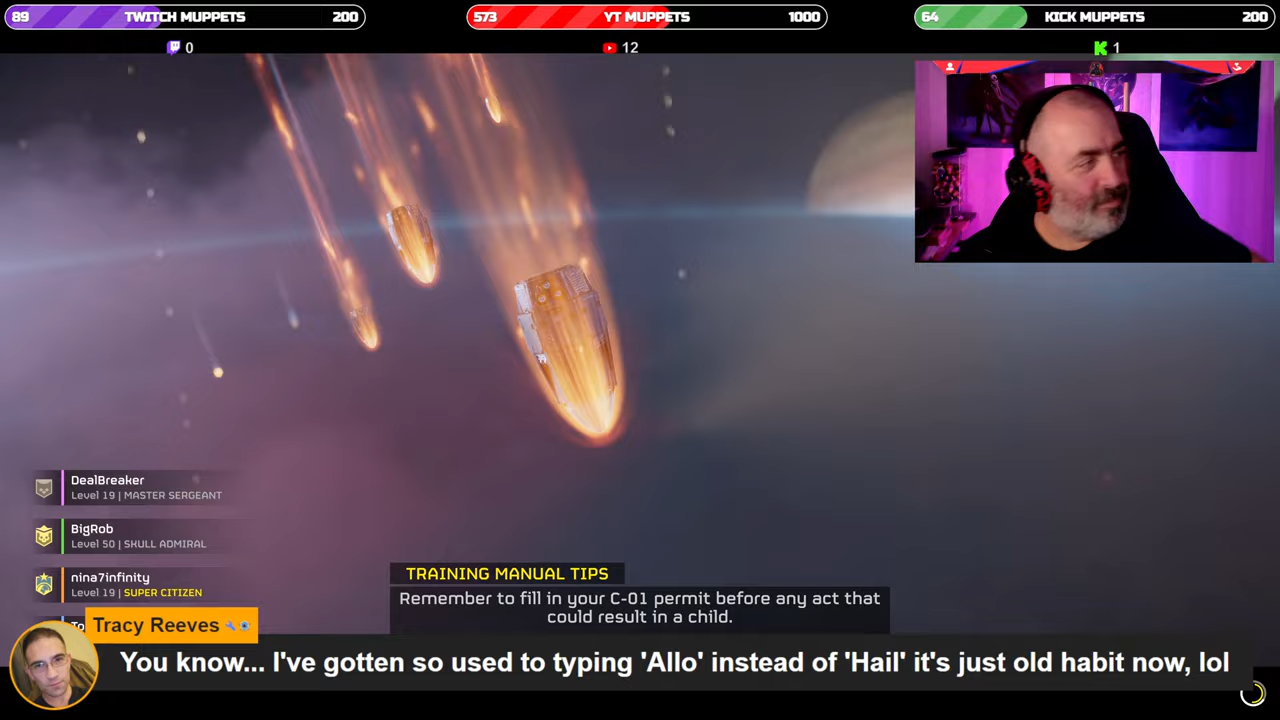 89 TWITCH MUPPETS 200
573 YT MUPPETS 1000
64 KICK MUPPETS 200
0
12
1
DealBreaker
Level 19 | MASTER SERGEANT
BigRob
Level 50 | SKULL ADMIRAL
nina7infinity
Level 19 | SUPER CITIZEN
TRAINING MANUAL TIPS
Remember to fill in your C-01 permit before any act that
could result in a child.
Tracy Reeves
You know... I've gotten so used to typing 'Allo' instead of 'Hail' it's just old habit now, lol